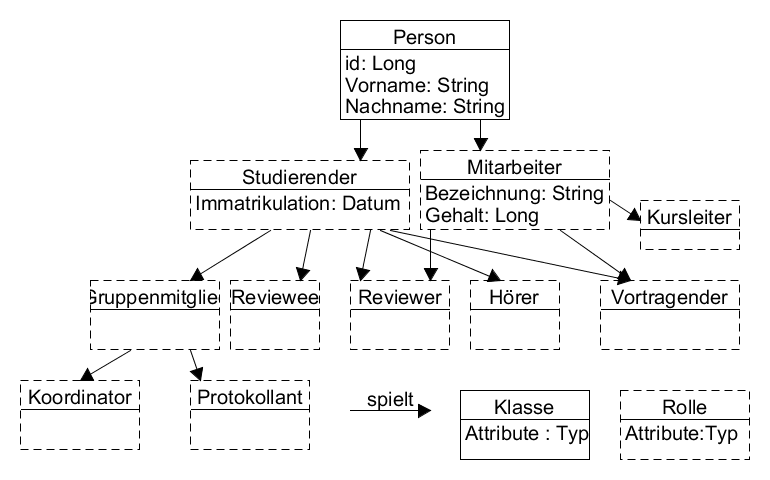 Person
id: Long
Vorname: String
Nachname: String
Studierender
Immatrikulation: Datum
Mitarbeiter
Bezeichnung: String
Gehalt: Long
Kursleiter
Gruppenmitglie
Reviewee
Reviewer
Hörer
Vortragender
Koordinator
Protokollant
spielt
Klasse
Attribute : Typ
Rolle
Attribute:Typ